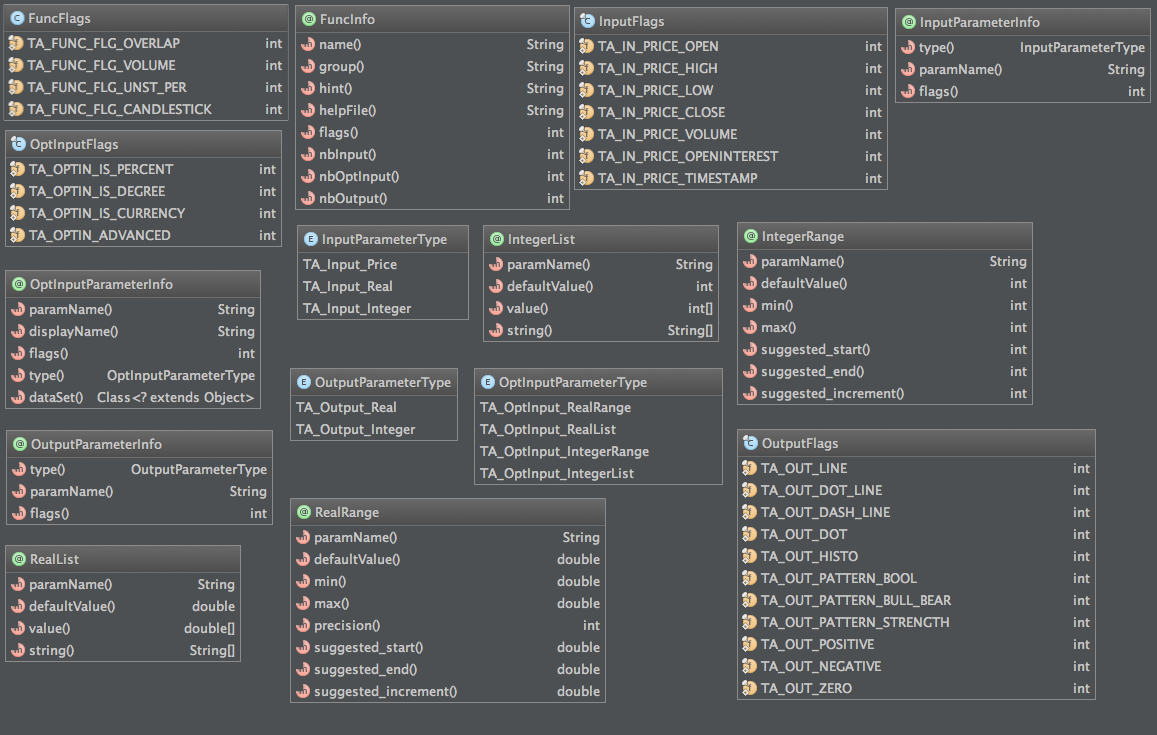 FuncFlags
TA_FUNC_FLG_OVERLAP int
TA_FUNC_FLG_VOLUME int
TA_FUNC_FLG_UNST_PER int
TA_FUNC_FLG_CANDLESTICK int
FuncInfo
name() String
group() String
hint() String
helpFile() String
flags() int
nbInput() int
nbOptInput() int
nbOutput() int
InputFlags
TA_IN_PRICE_OPEN int
TA_IN_PRICE_HIGH int
TA_IN_PRICE_LOW int
TA_IN_PRICE_CLOSE int
TA_IN_PRICE_VOLUME int
TA_IN_PRICE_OPENINTEREST int
TA_IN_PRICE_TIMESTAMP int
InputParameterInfo
type() InputParameterType
paramName() String
flags() int
OptInputFlags
TA_OPTIN_IS_PERCENT int
TA_OPTIN_IS_DEGREE int
TA_OPTIN_IS_CURRENCY int
TA_OPTIN_ADVANCED int
InputParameterType
TA_Input_Price
TA_Input_Real
TA_Input_Integer
IntegerList
paramName() String
defaultValue() int
value() int[]
string() String[]
IntegerRange
paramName() String
defaultValue() int
min() int
max() int
suggested_start() int
suggested_end() int
suggested_increment() int
OptInputParameterInfo
paramName() String
displayName() String
flags() int
type() OptInputParameterType
dataSet() Class<? extends Object>
OutputParameterType
TA_Output_Real
TA_Output_Integer
OptInputParameterType
TA_OptInput_RealRange
TA_OptInput_RealList
TA_OptInput_IntegerRange
TA_OptInput_IntegerList
OutputParameterInfo
type() OutputParameterType
paramName() String
flags() int
OutputFlags
TA_OUT_LINE int
TA_OUT_DOT_LINE int
TA_OUT_DASH_LINE int
TA_OUT_DOT int
TA_OUT_HISTO int
TA_OUT_PATTERN_BOOL int
TA_OUT_PATTERN_BULL_BEAR int
TA_OUT_PATTERN_STRENGTH int
TA_OUT_POSITIVE int
TA_OUT_NEGATIVE int
TA_OUT_ZERO int
RealRange
paramName() String
defaultValue() double
min() double
max() double
precision() int
suggested_start() double
suggested_end() double
suggested_increment() double
RealList
paramName() String
defaultValue() double
value() double[]
string() String[]